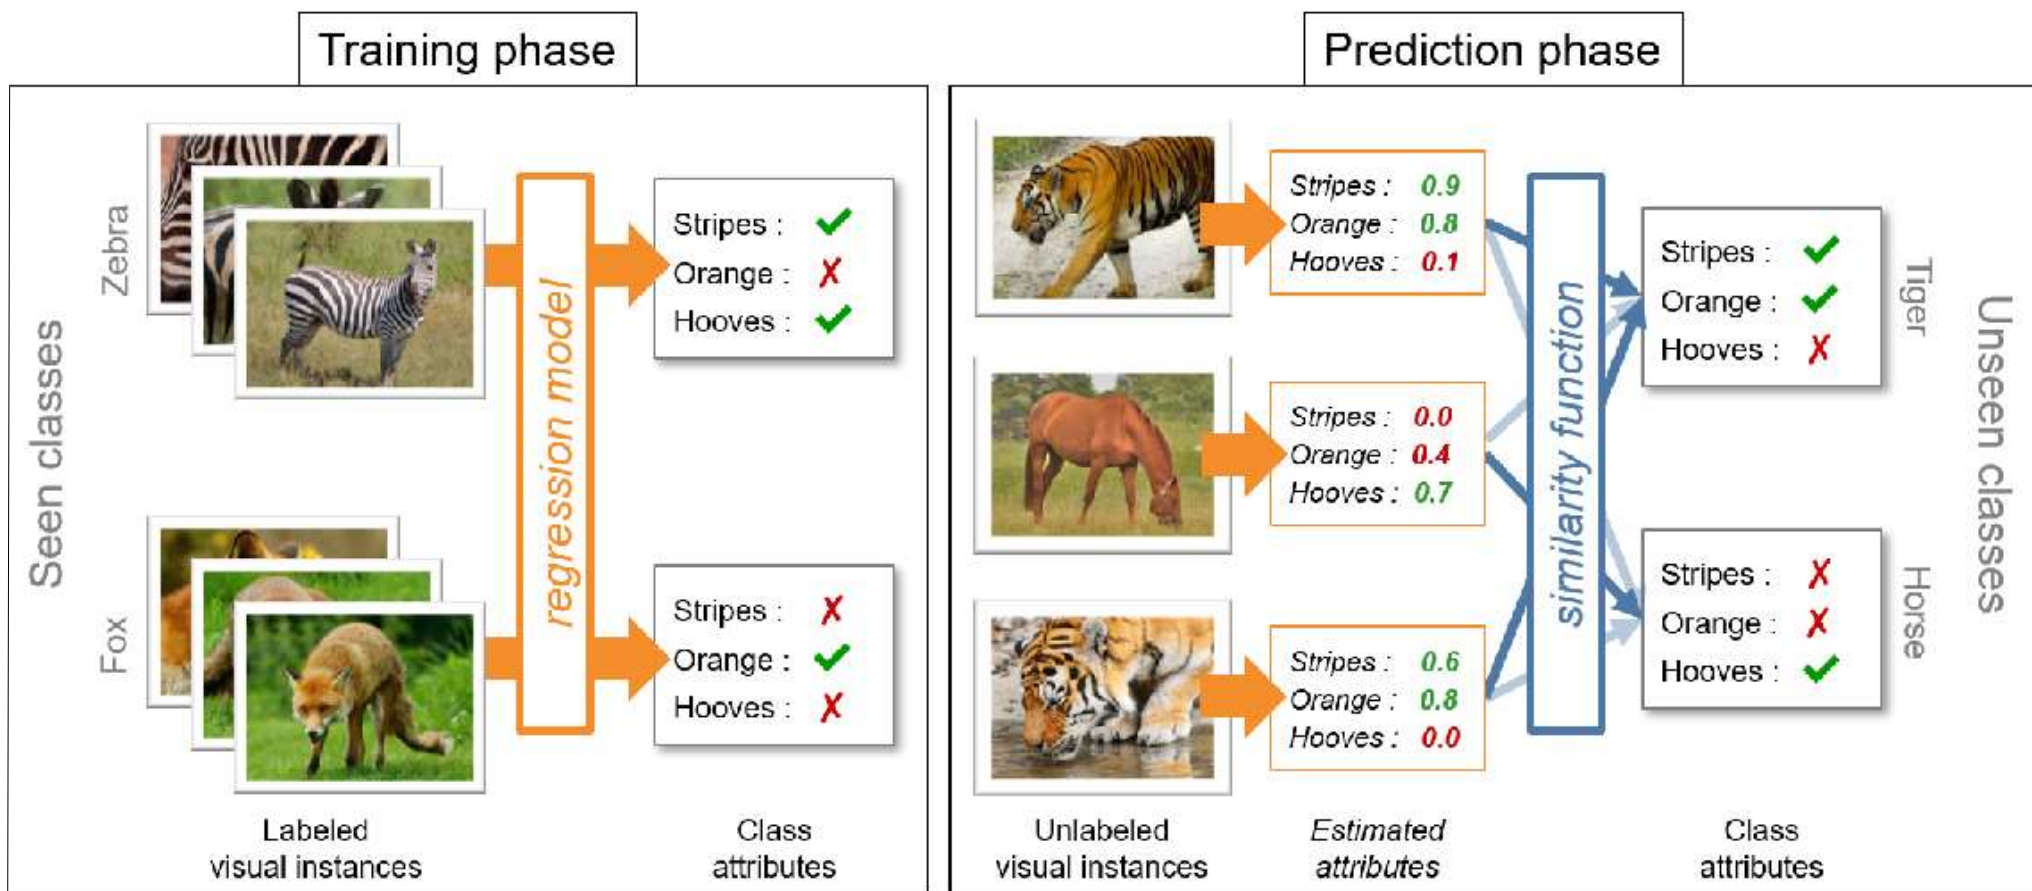 Training phase
Seen classes
Zebra
Stripes :
Orange :
Hooves :
regression model
Fox
Stripes :
Orange :
Hooves :
Labeled
visual instances
Class
attributes
Prediction phase
Stripes : 0.9
Orange : 0.8
Hooves : 0.1
Stripes : 0.0
Orange : 0.4
Hooves : 0.7
Stripes : 0.6
Orange : 0.8
Hooves : 0.0
similarity function
Stripes :
Orange :
Hooves :
Tiger
Stripes :
Orange :
Hooves :
Horse
Unseen classes
Unlabeled
visual instances
Estimated
attributes
Class
attributes